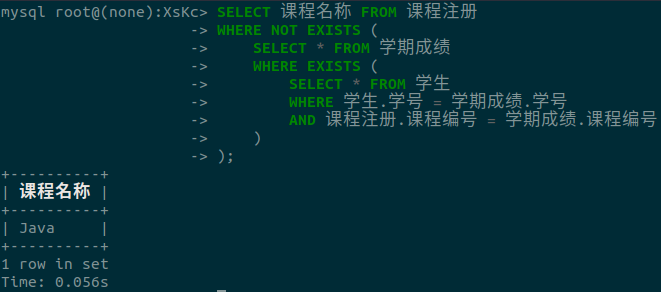 mysql root@(none):XsKc> SELECT 课程名称 FROM 课程注册
-> WHERE NOT EXISTS (
->     SELECT * FROM 学期成绩
->     WHERE EXISTS (
->         SELECT * FROM 学生
->         WHERE 学生.学号 = 学期成绩.学号
->         AND 课程注册.课程编号 = 学期成绩.课程编号
->     )
-> );
+----------+
| 课程名称 |
+----------+
| Java     |
+----------+
1 row in set
Time: 0.056s